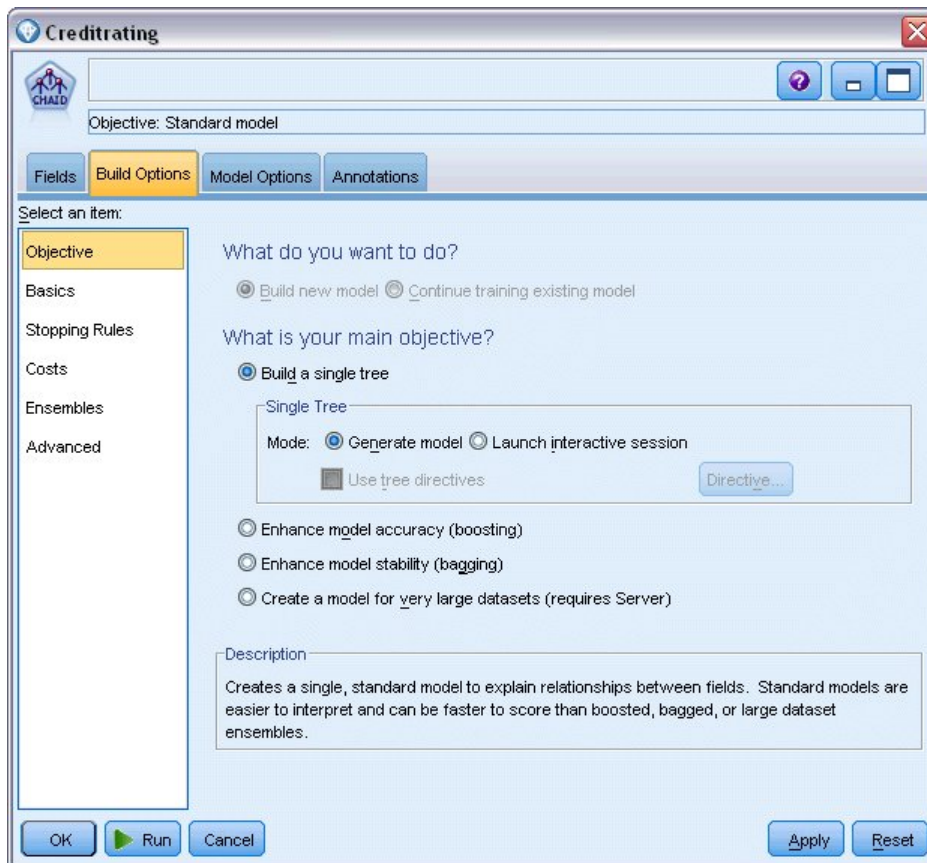 Creditrating
CHAID
Objective: Standard model
Fields Build Options Model Options Annotations
Select an item:
Objective
Basics
Stopping Rules
Costs
Ensembles
Advanced
What do you want to do?
Build new model Continue training existing model
What is your main objective?
Build a single tree
Single Tree
Mode: Generate model Launch interactive session
Use tree directives Directive...
Enhance model accuracy (boosting)
Enhance model stability (bagging)
Create a model for very large datasets (requires Server)
Description
Creates a single, standard model to explain relationships between fields. Standard models are
easier to interpret and can be faster to score than boosted, bagged, or large dataset
ensembles.
OK Run Cancel Apply Reset